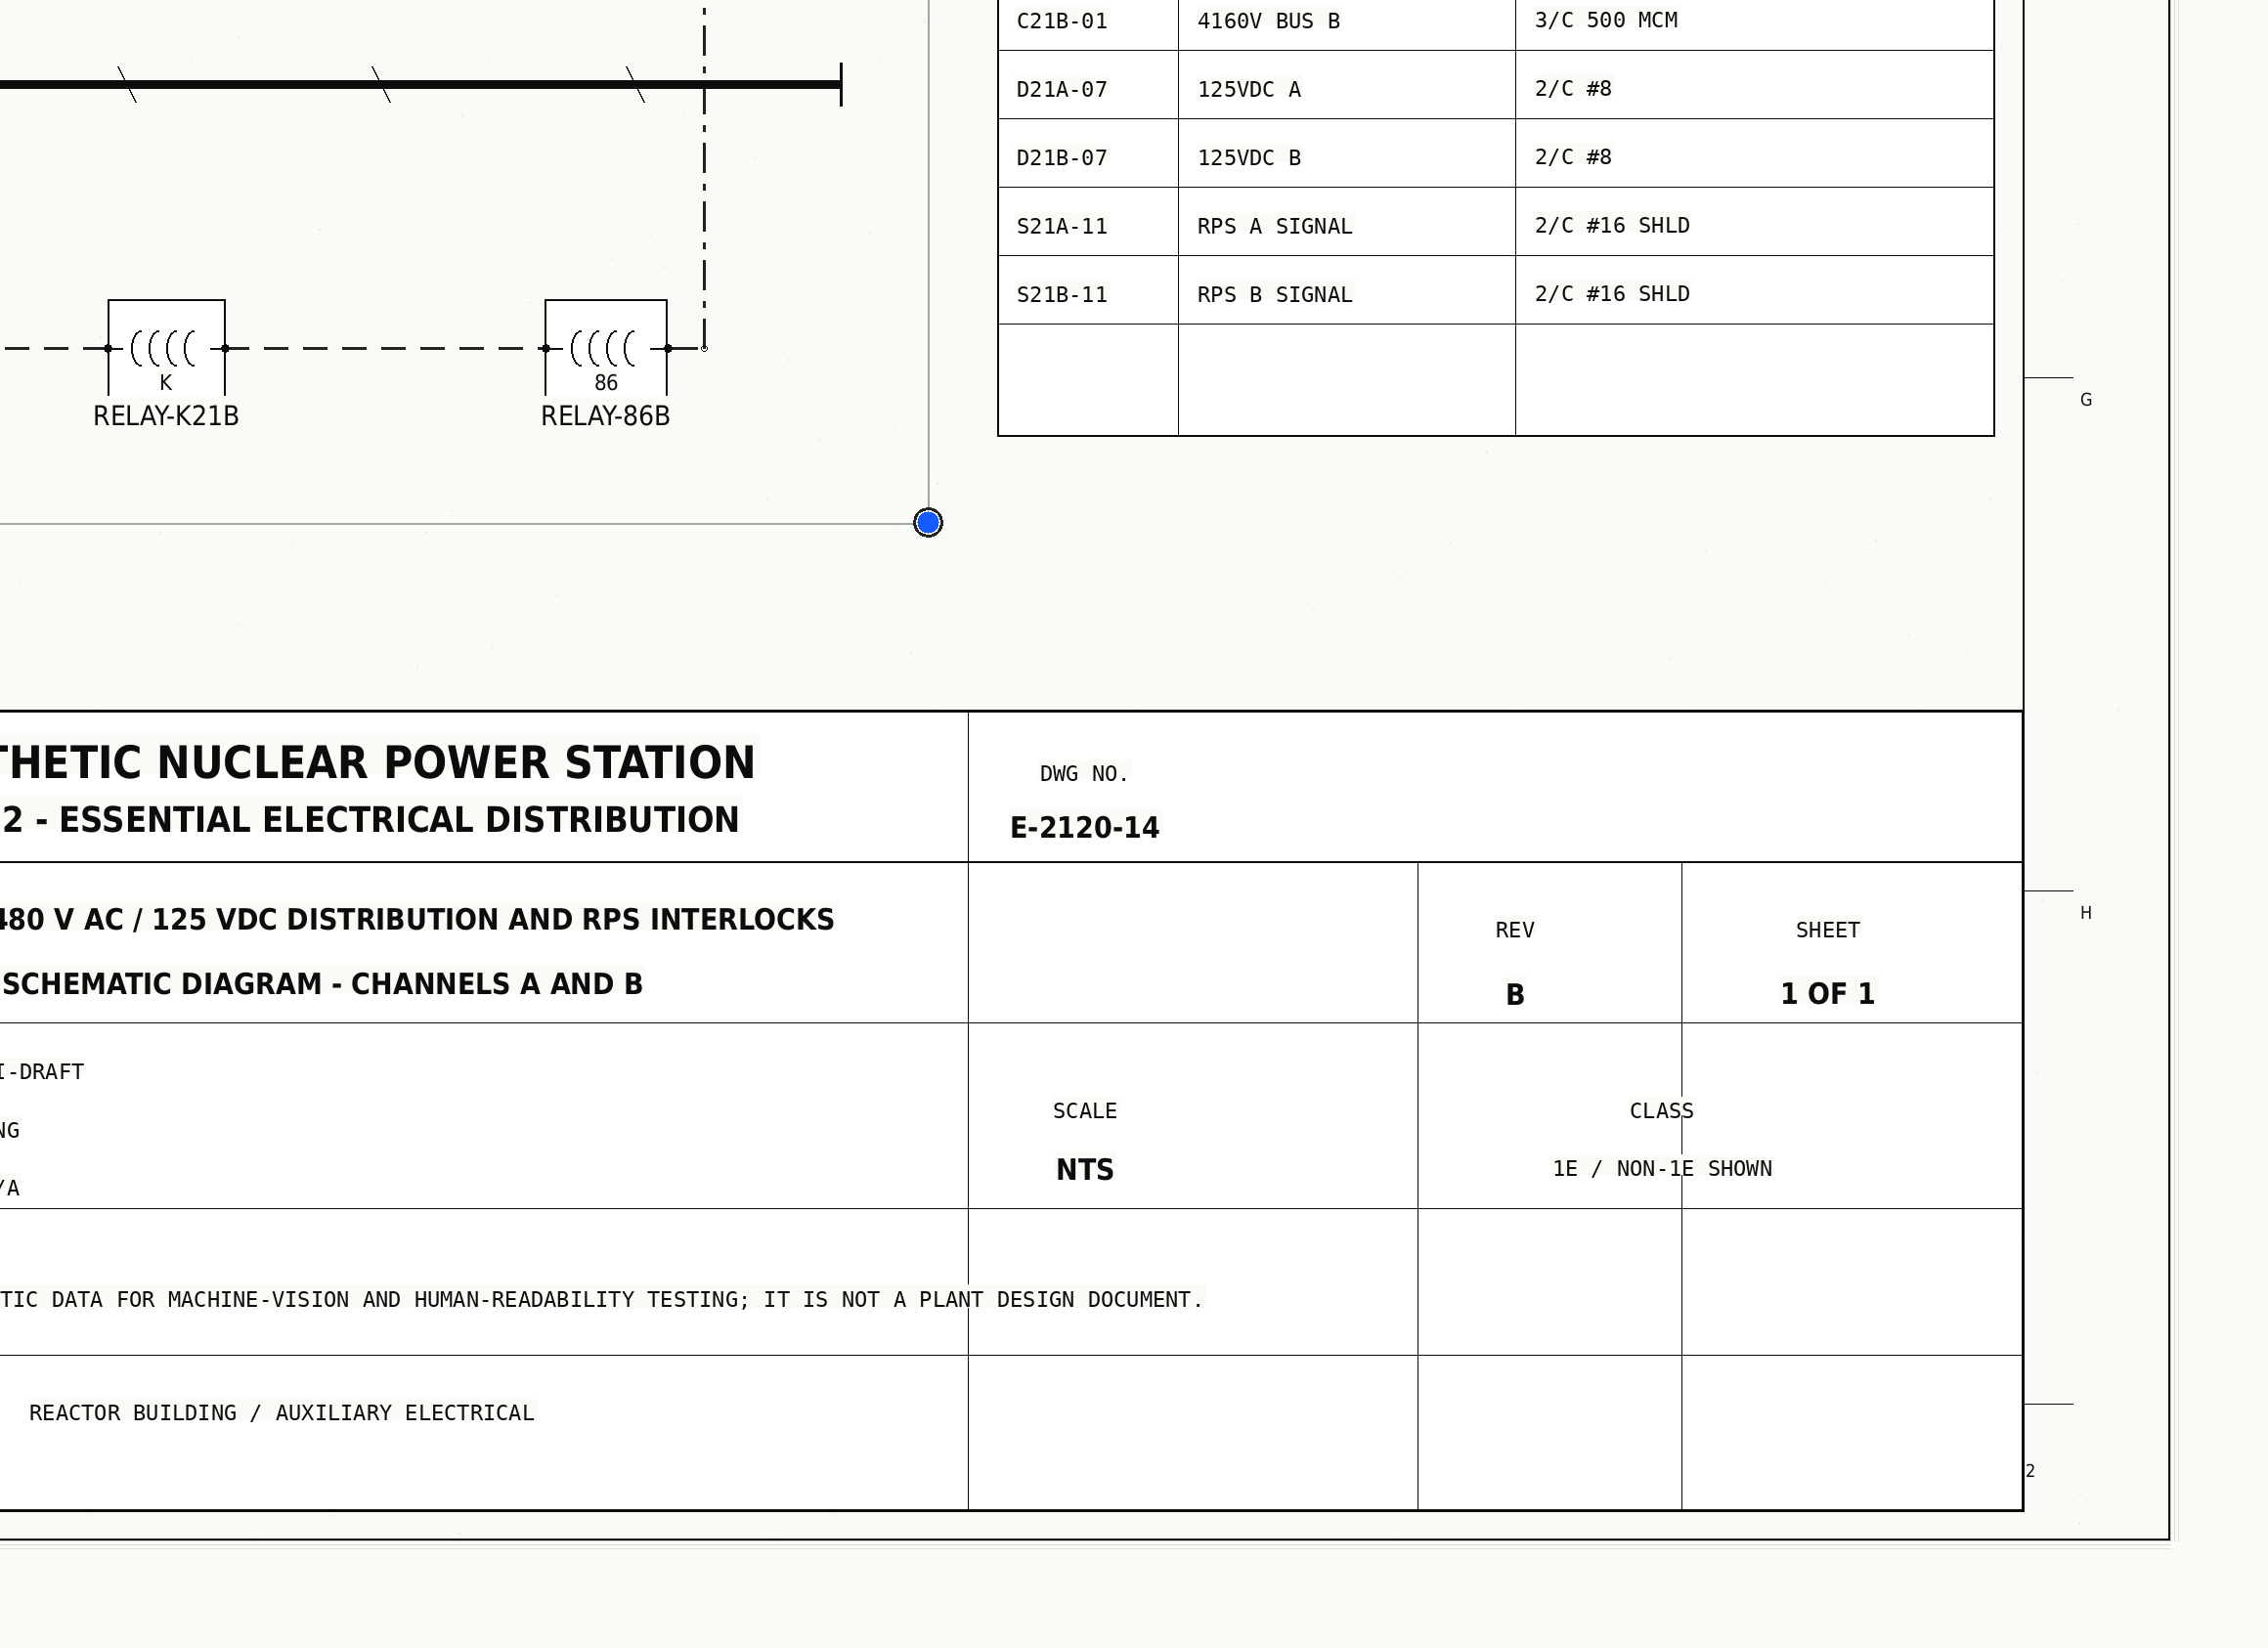 C21B-01 4160V BUS B 3/C 500 MCM
D21A-07 125VDC A 2/C #8
D21B-07 125VDC B 2/C #8
S21A-11 RPS A SIGNAL 2/C #16 SHLD
S21B-11 RPS B SIGNAL 2/C #16 SHLD
K
RELAY-K21B
86
RELAY-86B
G
THETIC NUCLEAR POWER STATION
2 - ESSENTIAL ELECTRICAL DISTRIBUTION
DWG NO.
E-2120-14
480 V AC / 125 VDC DISTRIBUTION AND RPS INTERLOCKS
SCHEMATIC DIAGRAM - CHANNELS A AND B
REV
B
SHEET
1 OF 1
H
I-DRAFT
NG
/A
SCALE
NTS
CLASS
1E / NON-1E SHOWN
TIC DATA FOR MACHINE-VISION AND HUMAN-READABILITY TESTING; IT IS NOT A PLANT DESIGN DOCUMENT.
REACTOR BUILDING / AUXILIARY ELECTRICAL
2